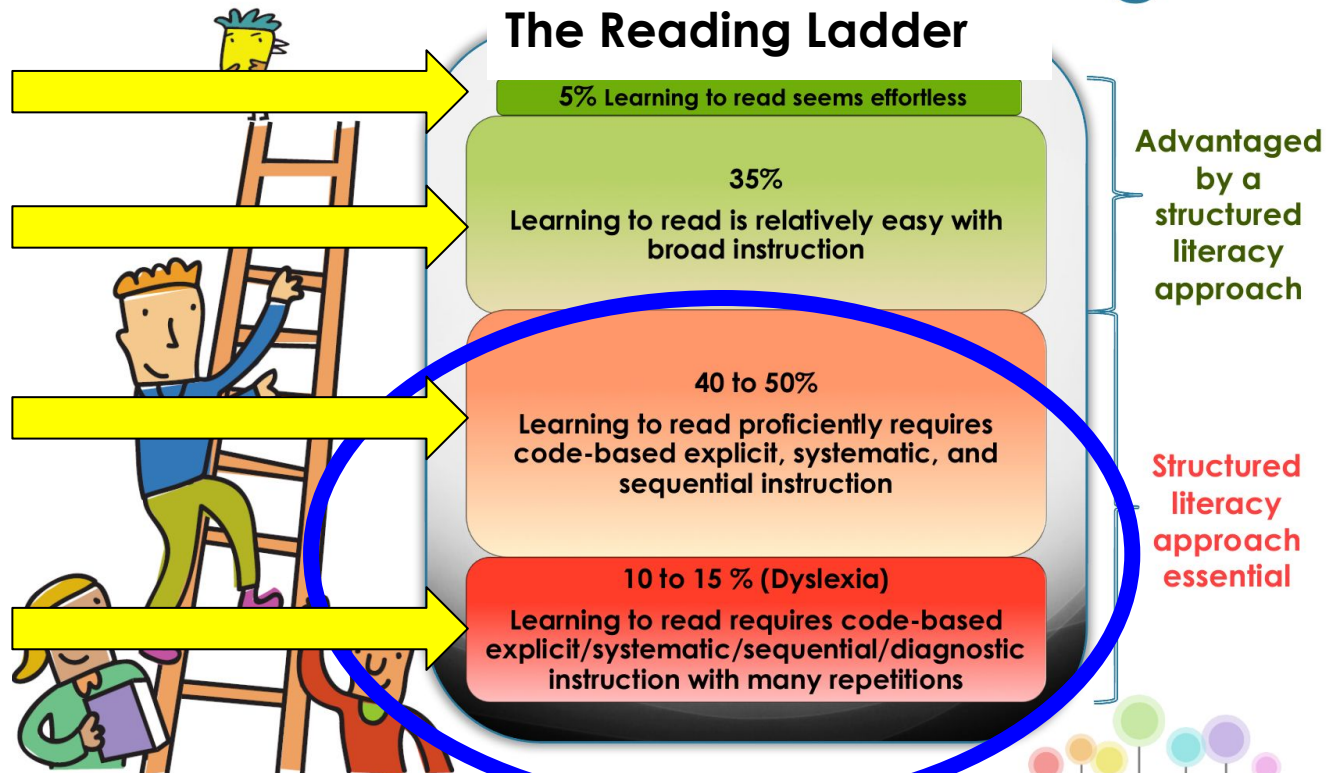 The Reading Ladder
5% Learning to read seems effortless
35%
Learning to read is relatively easy with
broad instruction
Advantaged
by a
structured
literacy
approach
40 to 50%
Learning to read proficiently requires
code-based explicit, systematic, and
sequential instruction
10 to 15 % (Dyslexia)
Learning to read requires code-based
explicit/systematic/sequential/diagnostic
instruction with many repetitions
Structured
literacy
approach
essential